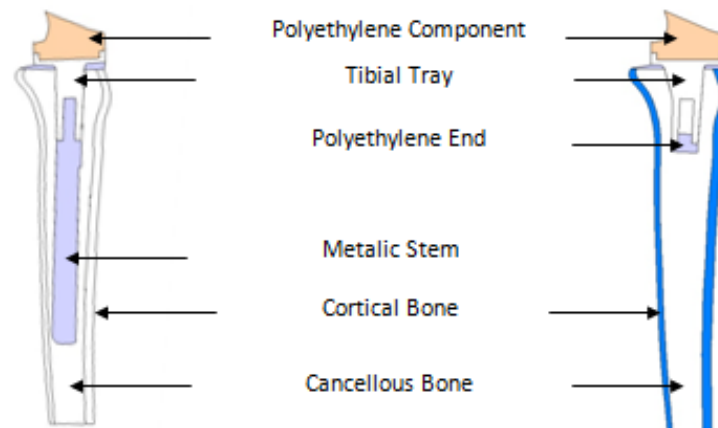 Polyethylene Component
Tibial Tray
Polyethylene End
Metalic Stem
Cortical Bone
Cancellous Bone